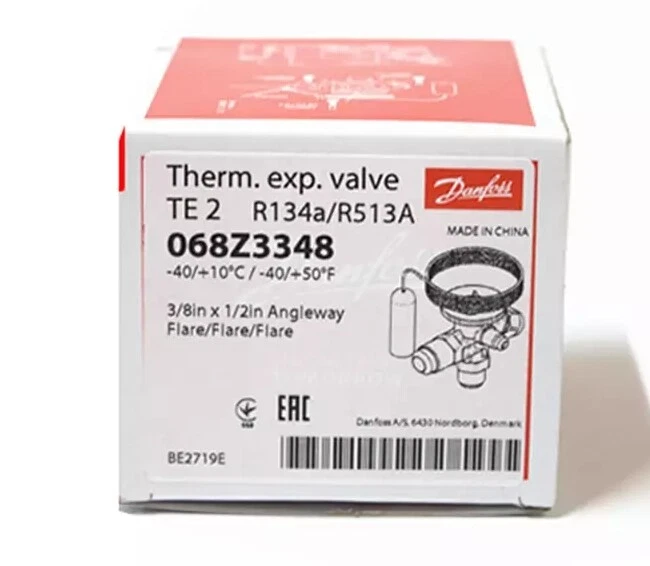 Therm. exp. valve
TE 2 R134a/R513A
068Z3348
-40/+10°C / -40/+50°F
3/8in x 1/2in Angleway
Flare/Flare/Flare
Danfoss
MADE IN CHINA
EAC
Danfoss A/S, 6430 Nordborg, Denmark
BE2719E